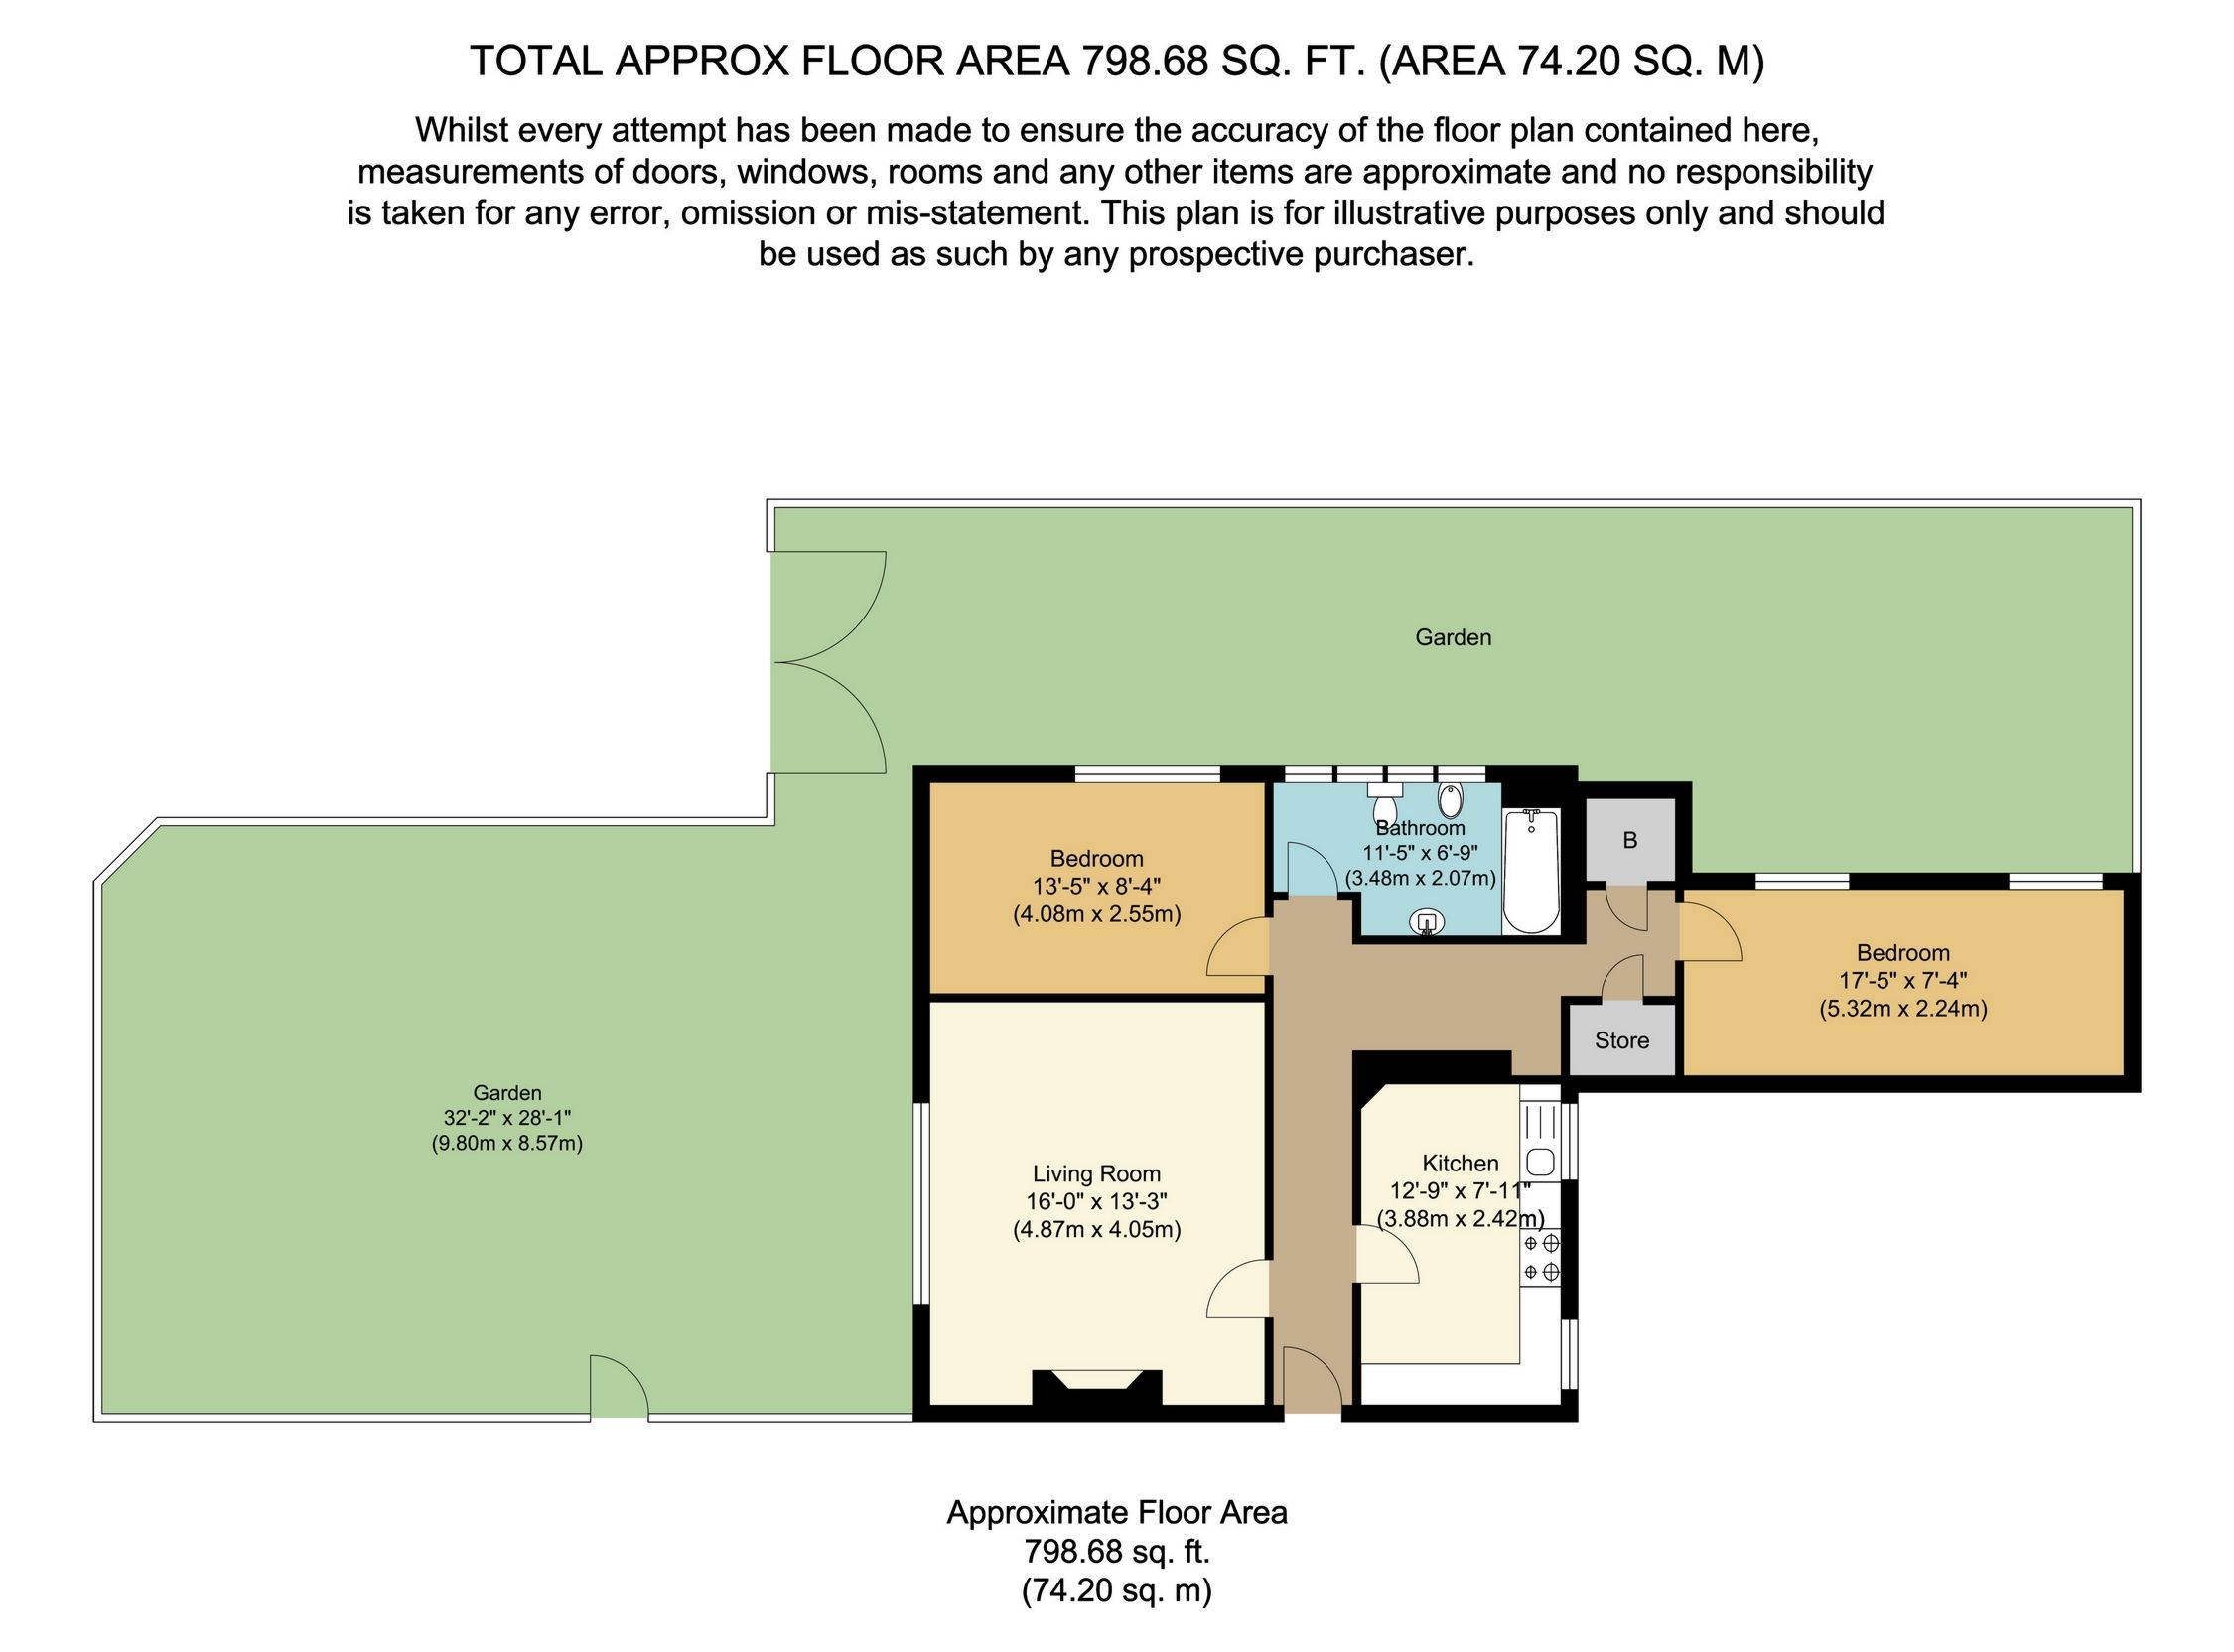 TOTAL APPROX FLOOR AREA 798.68 SQ. FT. (AREA 74.20 SQ. M)
Whilst every attempt has been made to ensure the accuracy of the floor plan contained here,
measurements of doors, windows, rooms and any other items are approximate and no responsibility
is taken for any error, omission or mis-statement. This plan is for illustrative purposes only and should
be used as such by any prospective purchaser.
Garden
Bedroom
13'-5" x 8'-4"
(4.08m x 2.55m)
Bathroom
11'-5" x 6'-9"
(3.48m x 2.07m)
B
Bedroom
17'-5" x 7'-4"
(5.32m x 2.24m)
Store
Garden
32'-2" x 28'-1"
(9.80m x 8.57m)
Living Room
16'-0" x 13'-3"
(4.87m x 4.05m)
Kitchen
12'-9" x 7'-11"
(3.88m x 2.42m)
Approximate Floor Area
798.68 sq. ft.
(74.20 sq. m)